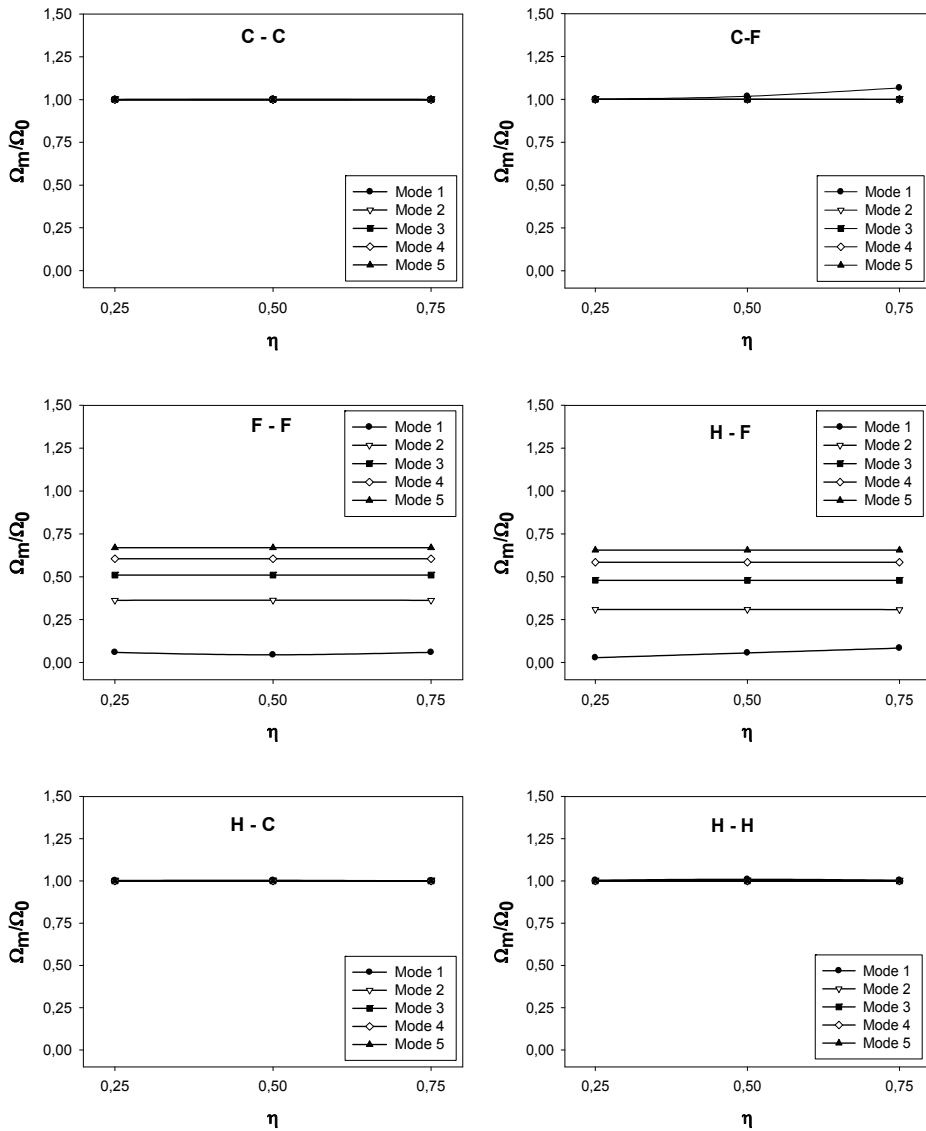 C - C
1,50
1,25
1,00
0,75
0,50
0,25
0,00
Ωm/Ω0
Mode 1
Mode 2
Mode 3
Mode 4
Mode 5
0,25 0,50 0,75
η
C-F
1,50
1,25
1,00
0,75
0,50
0,25
0,00
Ωm/Ω0
Mode 1
Mode 2
Mode 3
Mode 4
Mode 5
0,25 0,50 0,75
η
F - F
1,50
1,25
1,00
0,75
0,50
0,25
0,00
Ωm/Ω0
Mode 1
Mode 2
Mode 3
Mode 4
Mode 5
0,25 0,50 0,75
η
H - F
1,50
1,25
1,00
0,75
0,50
0,25
0,00
Ωm/Ω0
Mode 1
Mode 2
Mode 3
Mode 4
Mode 5
0,25 0,50 0,75
η
H - C
1,50
1,25
1,00
0,75
0,50
0,25
0,00
Ωm/Ω0
Mode 1
Mode 2
Mode 3
Mode 4
Mode 5
0,25 0,50 0,75
η
H - H
1,50
1,25
1,00
0,75
0,50
0,25
0,00
Ωm/Ω0
Mode 1
Mode 2
Mode 3
Mode 4
Mode 5
0,25 0,50 0,75
η